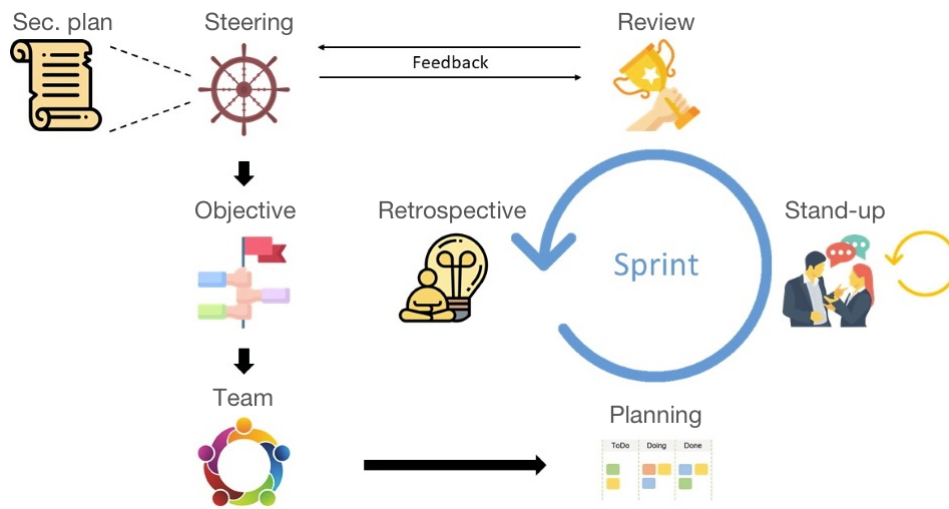 Sec. plan
Steering
Review
Feedback
Objective
Retrospective
Stand-up
Sprint
Team
Planning
ToDo Doing Done